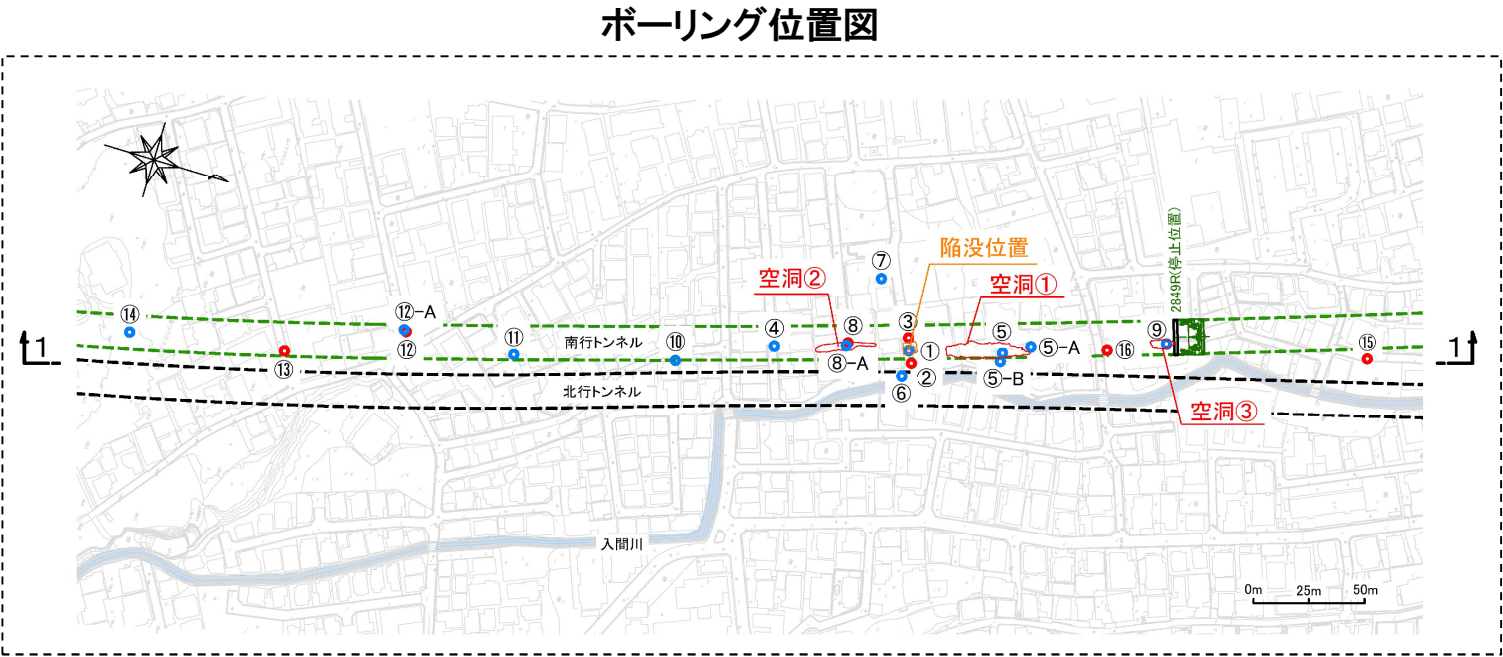 ボーリング位置図
2849R(停止位置)
陥没位置
⑦
空洞②
空洞①
⑭
⑫-A
③
⑧
④
⑨
⑤
⑪
⑩
1
南行トンネル
①
⑤-A
⑯
⑮
1
⑫
⑧-A
⑬
②
⑤-B
北行トンネル
⑥
空洞③
入間川
0m 25m 50m